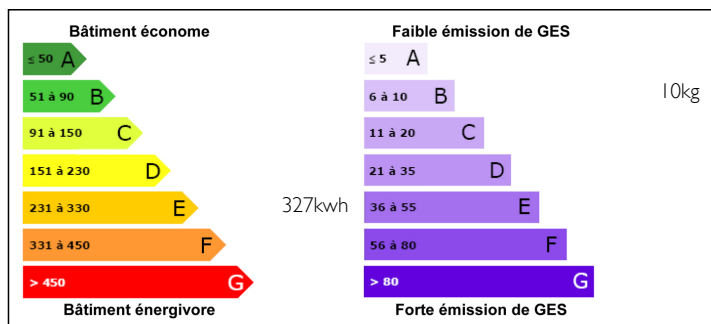 Bâtiment économe
≤ 50 A
51 à 90 B
91 à 150 C
151 à 230 D
231 à 330 E
327kwh
331 à 450 F
> 450 G
Bâtiment énergivore
Faible émission de GES
≤ 5 A
6 à 10 B
10kg
11 à 20 C
21 à 35 D
36 à 55 E
56 à 80 F
> 80 G
Forte émission de GES